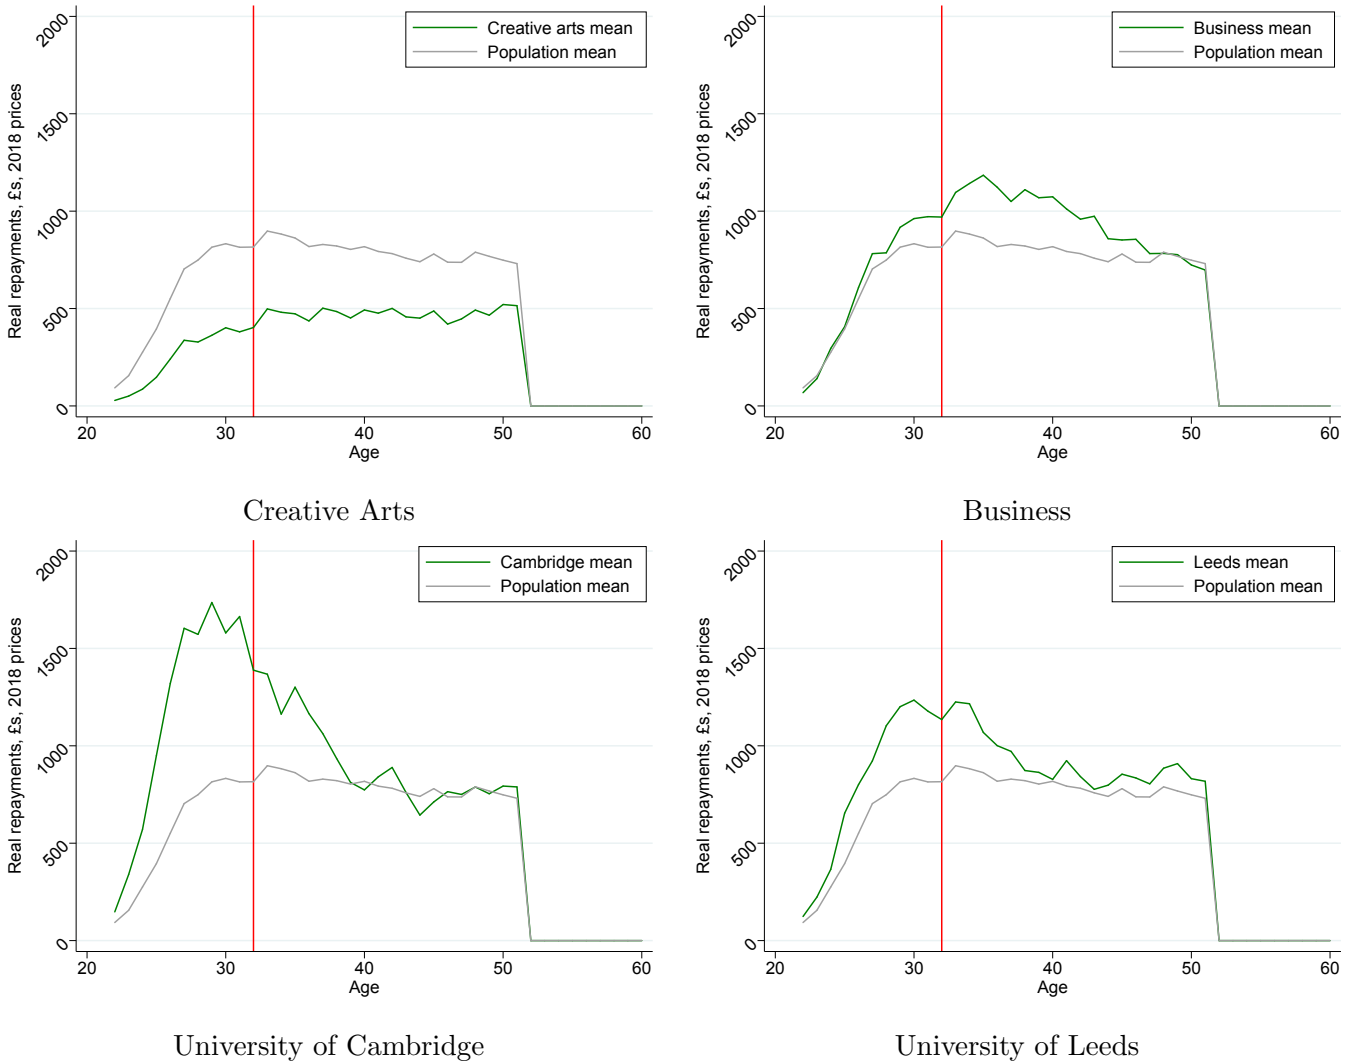 Real repayments, £s, 2018 prices
2000
1500
1000
500
0
Creative arts mean
Population mean
20
30
40
50
60
Age
Creative Arts
Real repayments, £s, 2018 prices
2000
1500
1000
500
0
Business mean
Population mean
20
30
40
50
60
Age
Business
Real repayments, £s, 2018 prices
2000
1500
1000
500
0
Cambridge mean
Population mean
20
30
40
50
60
Age
University of Cambridge
Real repayments, £s, 2018 prices
2000
1500
1000
500
0
Leeds mean
Population mean
20
30
40
50
60
Age
University of Leeds